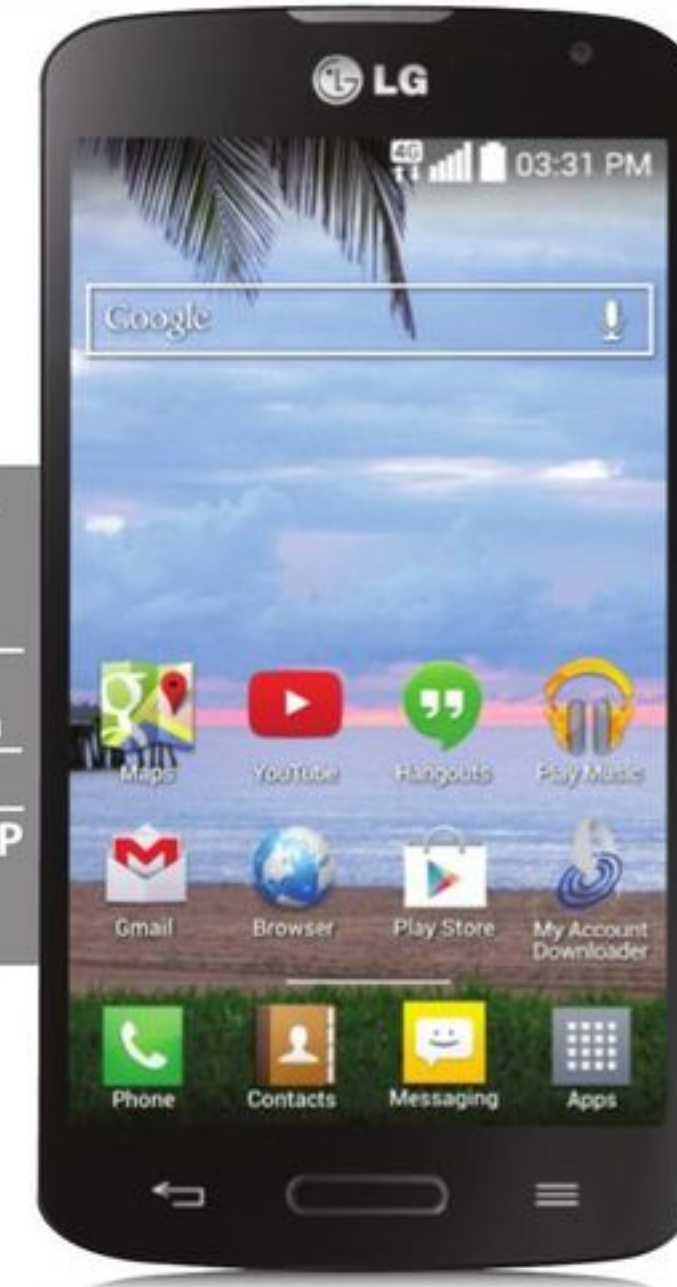 LG
4G 03:31 PM
Google
Maps YouTube Hangouts Play Music
P
Gmail Browser Play Store My Account
Downloader
Phone Contacts Messaging Apps